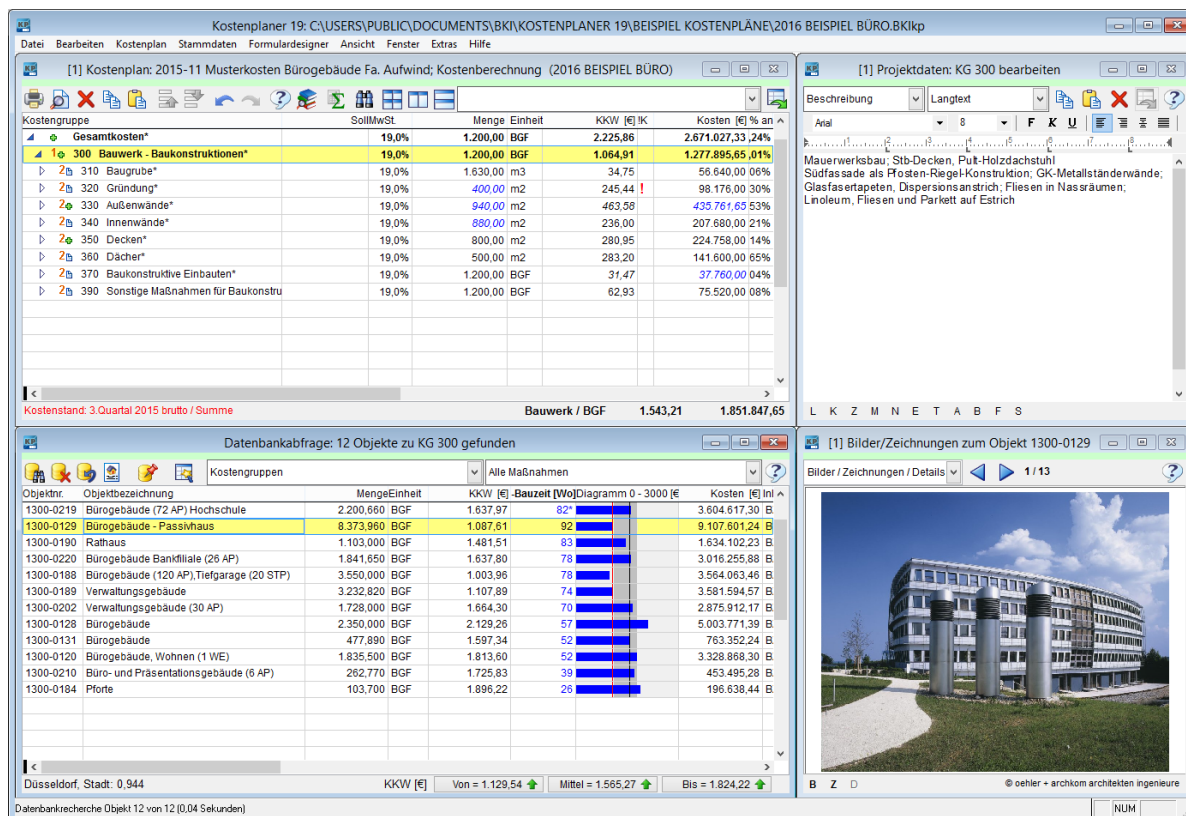 Kostenplaner 19: C:\USERS\PUBLIC\DOCUMENTS\BKI\KOSTENPLANER 19\BEISPIEL KOSTENPLÄNE\2016 BEISPIEL BÜRO.BKIkp
Datei Bearbeiten Kostenplan Stammdaten Formulardesigner Ansicht Fenster Extras Hilfe
[1] Kostenplan: 2015-11 Musterkosten Bürogebäude Fa. Aufwind; Kostenberechnung (2016 BEISPIEL BÜRO)
Kostengruppe SollMwSt. Menge Einheit KKW [€] !K Kosten [€] % an
Gesamtkosten* 19,0% 1.200,00 BGF 2.225,86 2.671.027,33 ,24%
1 300 Bauwerk - Baukonstruktionen* 19,0% 1.200,00 BGF 1.064,91 1.277.895,65 ,01%
2 310 Baugrube* 19,0% 1.630,00 m3 34,75 56.640,00 06%
2 320 Gründung* 19,0% 400,00 m2 245,44 ! 98.176,00 30%
2 330 Außenwände* 19,0% 940,00 m2 463,58 435.761,65 53%
2 340 Innenwände* 19,0% 880,00 m2 236,00 207.680,00 21%
2 350 Decken* 19,0% 800,00 m2 280,95 224.758,00 14%
2 360 Dächer* 19,0% 500,00 m2 283,20 141.600,00 65%
2 370 Baukonstruktive Einbauten* 19,0% 1.200,00 BGF 31,47 37.760,00 04%
2 390 Sonstige Maßnahmen für Baukonstru 19,0% 1.200,00 BGF 62,93 75.520,00 08%
Kostenstand: 3.Quartal 2015 brutto / Summe Bauwerk / BGF 1.543,21 1.851.847,65
[1] Projektdaten: KG 300 bearbeiten
Beschreibung Langtext
Arial 8 F K U
1 2 3 4 5 6 7 8
Mauerwerksbau; Stb-Decken, Pult-Holzdachstuhl
Südfassade als Pfosten-Riegel-Konstruktion; GK-Metallständerwände;
Glasfasertapeten, Dispersionsanstrich; Fliesen in Nassräumen;
Linoleum, Fliesen und Parkett auf Estrich
L K Z M N E T A B F S
Datenbankabfrage: 12 Objekte zu KG 300 gefunden
Kostengruppen Alle Maßnahmen
Objektnr. Objektbezeichnung MengeEinheit KKW [€] -Bauzeit [Wo]Diagramm 0 - 3000 [€ Kosten [€] Inl
1300-0219 Bürogebäude (72 AP) Hochschule 2.200,660 BGF 1.637,97 82* 3.604.617,30 B.
1300-0129 Bürogebäude - Passivhaus 8.373,960 BGF 1.087,61 92 9.107.601,24 B.
1300-0190 Rathaus 1.103,000 BGF 1.481,51 83 1.634.102,23 B.
1300-0220 Bürogebäude Bankfiliale (26 AP) 1.841,650 BGF 1.637,80 78 3.016.255,88 B.
1300-0188 Bürogebäude (120 AP),Tiefgarage (20 STP) 3.550,000 BGF 1.003,96 78 3.564.063,46 B.
1300-0189 Verwaltungsgebäude 3.232,820 BGF 1.107,89 74 3.581.594,57 B.
1300-0202 Verwaltungsgebäude (30 AP) 1.728,000 BGF 1.664,30 70 2.875.912,17 B.
1300-0128 Bürogebäude 2.350,000 BGF 2.129,26 57 5.003.771,39 B.
1300-0131 Bürogebäude 477,890 BGF 1.597,34 52 763.352,24 B.
1300-0120 Bürogebäude, Wohnen (1 WE) 1.835,500 BGF 1.813,60 52 3.328.868,30 B.
1300-0210 Büro- und Präsentationsgebäude (6 AP) 262,770 BGF 1.725,83 39 453.495,28 B.
1300-0184 Pforte 103,700 BGF 1.896,22 26 196.638,44 B.
Düsseldorf, Stadt: 0,944 KKW [€] Von = 1.129,54 Mittel = 1.565,27 Bis = 1.824,22
[1] Bilder/Zeichnungen zum Objekt 1300-0129
Bilder / Zeichnungen / Details 1 / 13
B Z D © oehler + archkom architekten ingenieure
Datenbankrecherche Objekt 12 von 12 (0,04 Sekunden) NUM